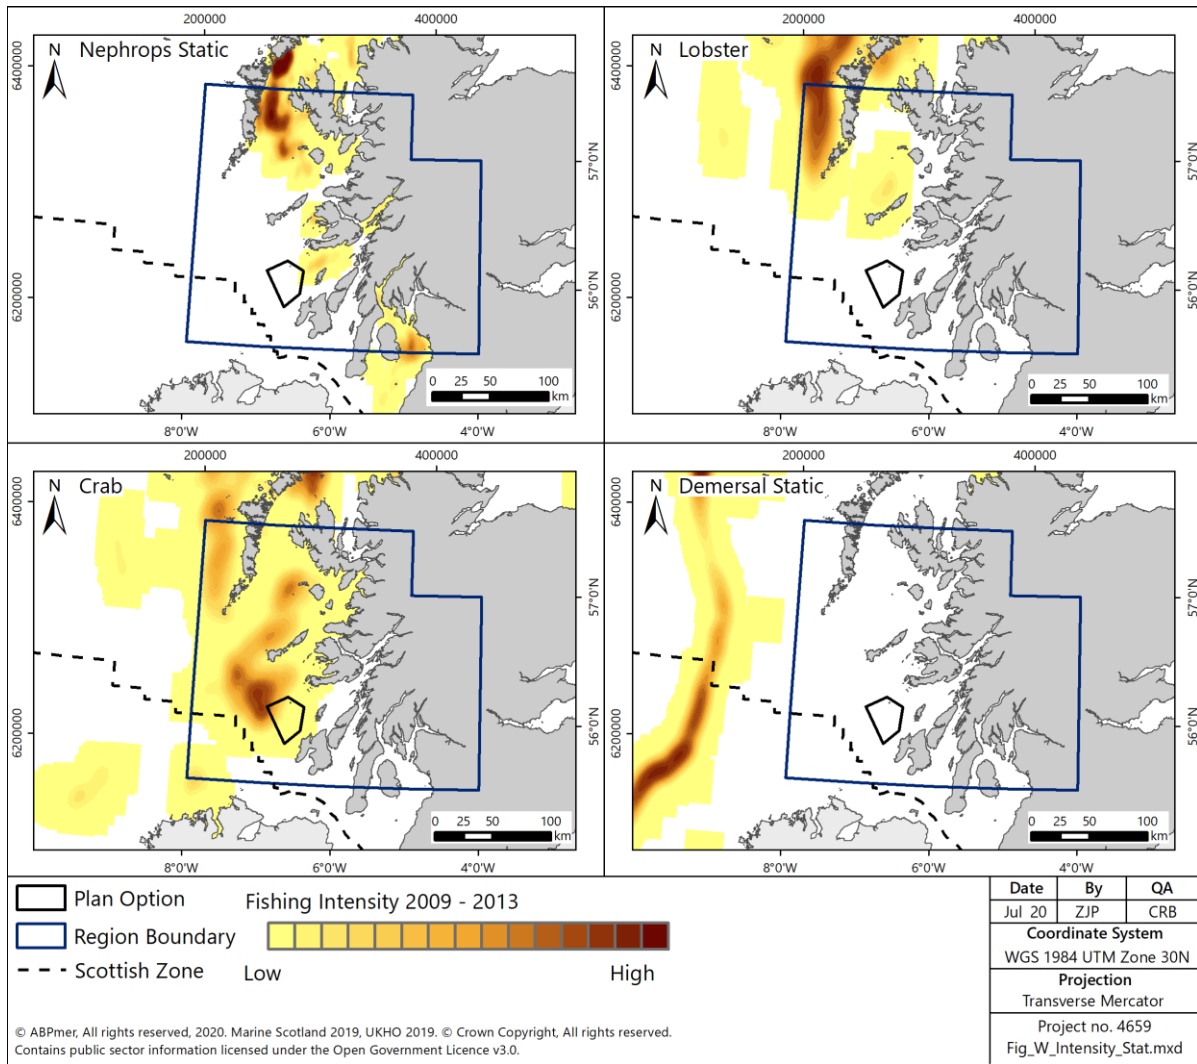 200000 400000
N Nephrops Static
6400000
57°0'N
56°0'N
6200000
0 25 50 100
km
8°0'W 6°0'W 4°0'W
200000 400000
N Lobster
6400000
57°0'N
56°0'N
6200000
0 25 50 100
km
8°0'W 6°0'W 4°0'W
200000 400000
N Crab
6400000
57°0'N
56°0'N
6200000
0 25 50 100
km
8°0'W 6°0'W 4°0'W
200000 400000
N Demersal Static
6400000
57°0'N
56°0'N
6200000
0 25 50 100
km
8°0'W 6°0'W 4°0'W
Plan Option
Region Boundary
Scottish Zone
Fishing Intensity 2009 - 2013
Low High
© ABPmer, All rights reserved, 2020. Marine Scotland 2019, UKHO 2019. © Crown Copyright, All rights reserved.
Contains public sector information licensed under the Open Government Licence v3.0.
Date By QA
Jul 20 ZJP CRB
Coordinate System
WGS 1984 UTM Zone 30N
Projection
Transverse Mercator
Project no. 4659
Fig_W_Intensity_Stat.mxd